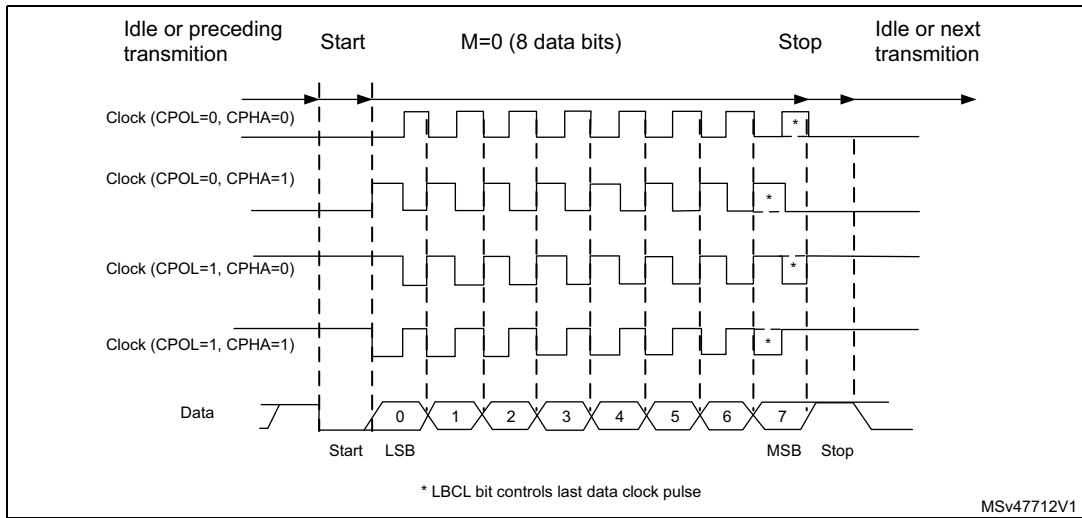 Idle or preceding
transmition
Start
M=0 (8 data bits)
Stop
Idle or next
transmition
Clock (CPOL=0, CPHA=0)
*
Clock (CPOL=0, CPHA=1)
*
Clock (CPOL=1, CPHA=0)
*
Clock (CPOL=1, CPHA=1)
*
Data
0 1 2 3 4 5 6 7
Start LSB MSB Stop
* LBCL bit controls last data clock pulse
MSv47712V1